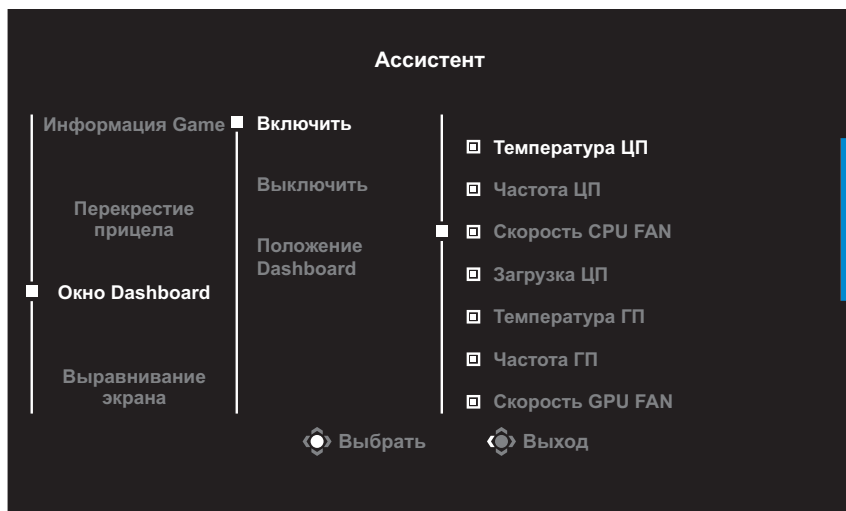 Ассистент
Информация Game
Перекрестие
прицела
Окно Dashboard
Выравнивание
экрана
Включить
Выключить
Положение
Dashboard
Температура ЦП
Частота ЦП
Скорость CPU FAN
Загрузка ЦП
Температура ГП
Частота ГП
Скорость GPU FAN
Выбрать
Выход